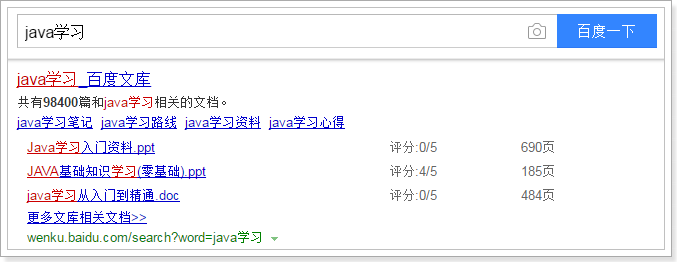 java学习 百度一下
java学习_百度文库
共有98400篇和java学习相关的文档。
java学习笔记 java学习路线 java学习资料 java学习心得
Java学习入门资料.ppt 评分:0/5 690页
JAVA基础知识学习(零基础).ppt 评分:4/5 185页
java学习从入门到精通.doc 评分:0/5 484页
更多文库相关文档>>
wenku.baidu.com/search?word=java学习